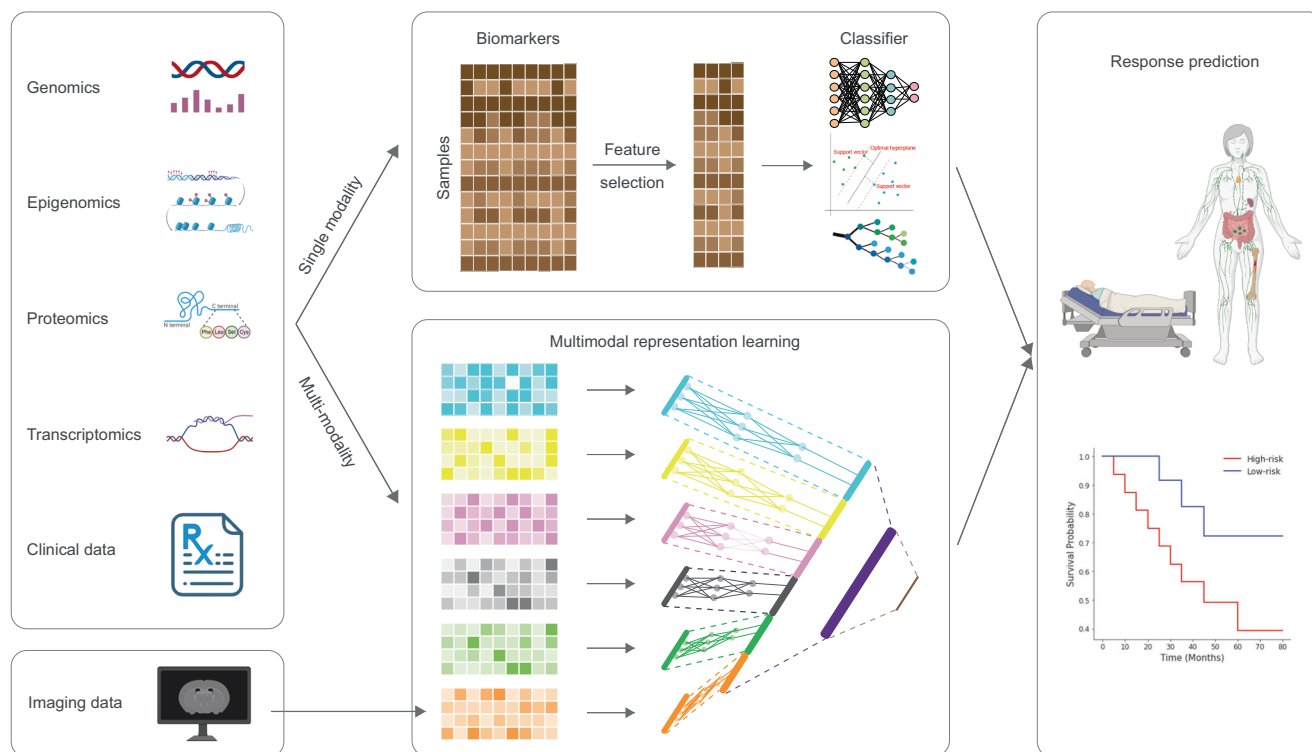 Genomics
Epigenomics
Proteomics
C terminal
N terminal
Phe Leu Set Cys
Transcriptomics
Clinical data
Rx
Imaging data
Single modality
Multi-modality
Biomarkers
Classifier
Samples
Feature
selection
Optimal hyperplane
Support vector
Support vector
Multimodal representation learning
Response prediction
High-risk
Low-risk
Survival Probability
1.0
0.9
0.8
0.7
0.6
0.5
0.4
0 10 20 30 40 50 60 70 80
Time (Months)